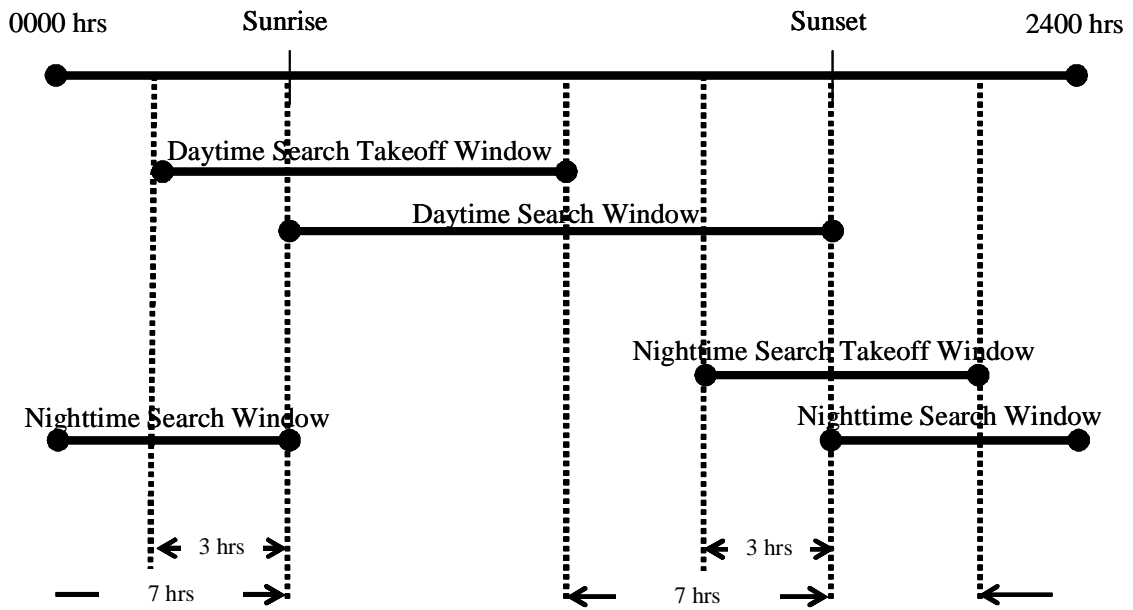 0000 hrs Sunrise Sunset 2400 hrs
Daytime Search Takeoff Window
Daytime Search Window
Nighttime Search Takeoff Window
Nighttime Search Window Nighttime Search Window
3 hrs 3 hrs
7 hrs 7 hrs